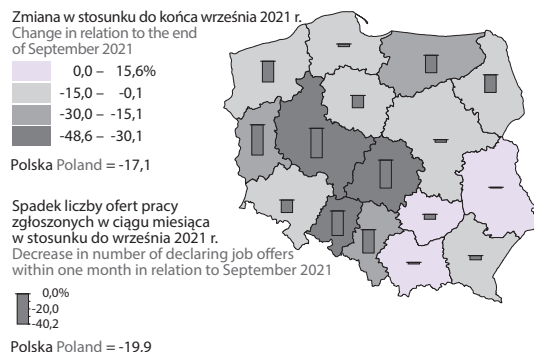 Zmiana w stosunku do końca września 2021 r.
Change in relation to the end
of September 2021
0,0 – 15,6%
-15,0 – -0,1
-30,0 – -15,1
-48,6 – -30,1
Polska Poland = -17,1
Spadek liczby ofert pracy
zgłoszonych w ciągu miesiąca
w stosunku do września 2021 r.
Decrease in number of declaring job offers
within one month in relation to September 2021
0,0%
-20,0
-40,2
Polska Poland = -19,9